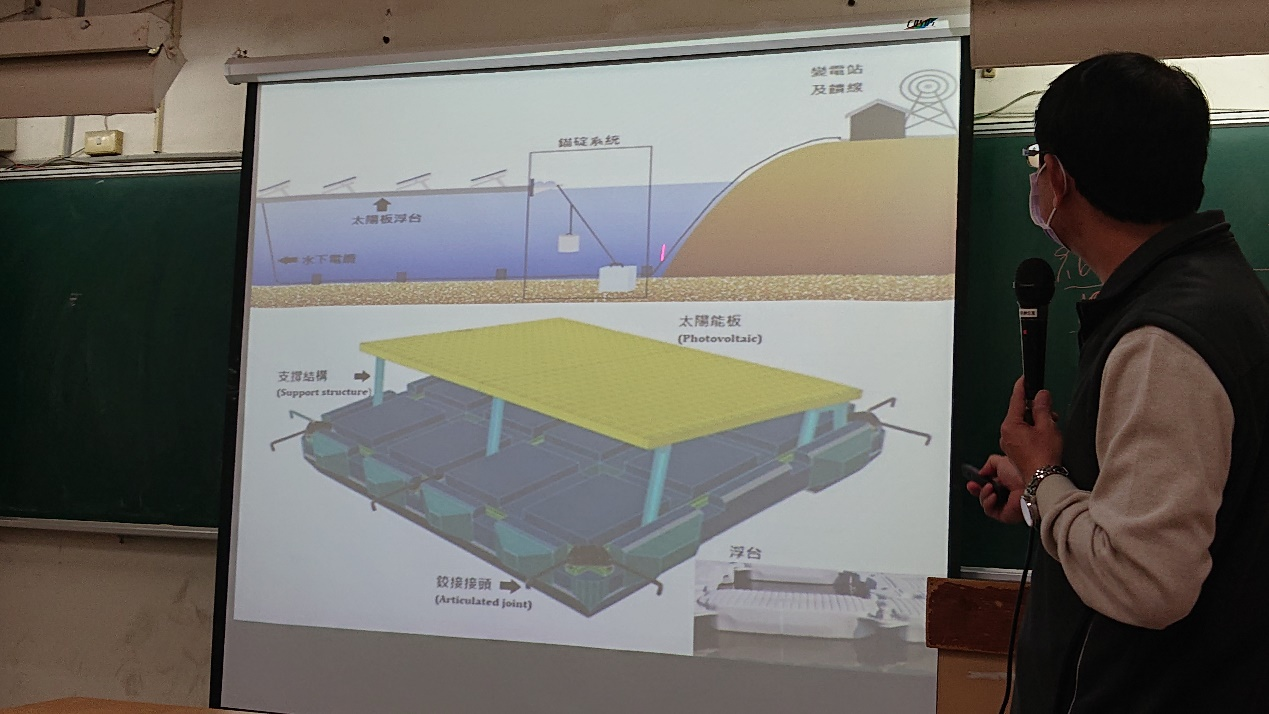 變電站
及饋線
錨碇系統
太陽板浮台
水下電纜
太陽能板
(Photovoltaic)
支撐結構
(Support structure)
浮台
鉸接接頭
(Articulated joint)